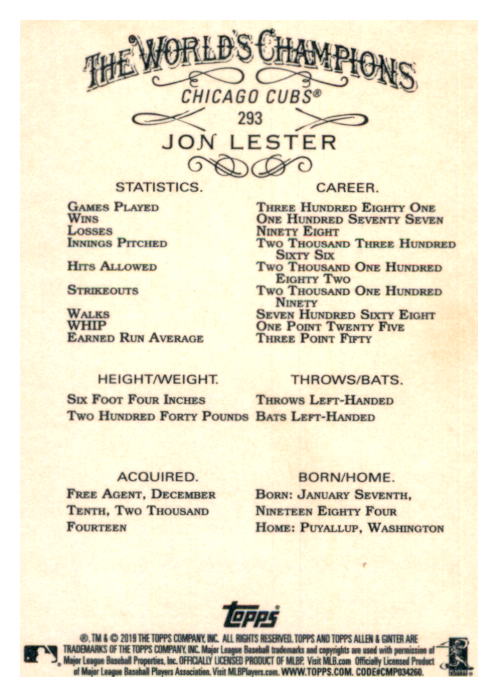 THE WORLD'S CHAMPIONS
CHICAGO CUBS®
293
JON LESTER
STATISTICS. CAREER.
GAMES PLAYED THREE HUNDRED EIGHTY ONE
WINS ONE HUNDRED SEVENTY SEVEN
LOSSES NINETY EIGHT
INNINGS PITCHED TWO THOUSAND THREE HUNDRED
SIXTY SIX
HITS ALLOWED TWO THOUSAND ONE HUNDRED
EIGHTY TWO
STRIKEOUTS TWO THOUSAND ONE HUNDRED
NINETY
WALKS SEVEN HUNDRED SIXTY EIGHT
WHIP ONE POINT TWENTY FIVE
EARNED RUN AVERAGE THREE POINT FIFTY
HEIGHT/WEIGHT. THROWS/BATS.
SIX FOOT FOUR INCHES THROWS LEFT-HANDED
TWO HUNDRED FORTY POUNDS BATS LEFT-HANDED
ACQUIRED. BORN/HOME.
FREE AGENT, DECEMBER BORN: JANUARY SEVENTH,
TENTH, TWO THOUSAND NINETEEN EIGHTY FOUR
FOURTEEN HOME: PUYALLUP, WASHINGTON
Topps
®, TM & © 2019 THE TOPPS COMPANY, INC. ALL RIGHTS RESERVED. TOPPS AND TOPPS ALLEN & GINTER ARE
TRADEMARKS OF THE TOPPS COMPANY, INC. Major League Baseball trademarks and copyrights are used with permission of
Major League Baseball Properties, Inc. OFFICIALLY LICENSED PRODUCT OF MLBP. Visit MLB.com Officially Licensed Product
of Major League Baseball Players Association. Visit MLBPlayers.com. WWW.TOPPS.COM. CODE#CMP034260.